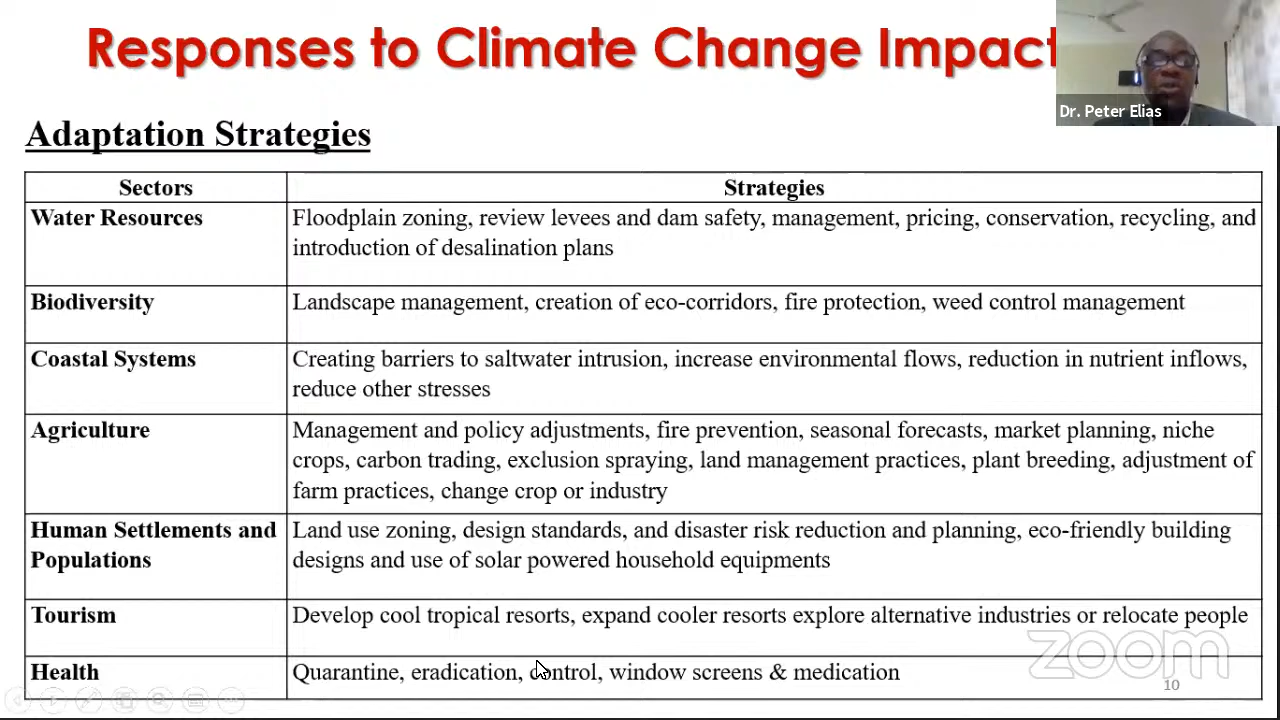 Responses to Climate Change Impact
Dr. Peter Elias
Adaptation Strategies
Sectors Strategies
Water Resources Floodplain zoning, review levees and dam safety, management, pricing, conservation, recycling, and
introduction of desalination plans
Biodiversity Landscape management, creation of eco-corridors, fire protection, weed control management
Coastal Systems Creating barriers to saltwater intrusion, increase environmental flows, reduction in nutrient inflows,
reduce other stresses
Agriculture Management and policy adjustments, fire prevention, seasonal forecasts, market planning, niche
crops, carbon trading, exclusion spraying, land management practices, plant breeding, adjustment of
farm practices, change crop or industry
Human Settlements and Land use zoning, design standards, and disaster risk reduction and planning, eco-friendly building
Populations designs and use of solar powered household equipments
Tourism Develop cool tropical resorts, expand cooler resorts explore alternative industries or relocate people
zoom
Health Quarantine, eradication, control, window screens & medication
10